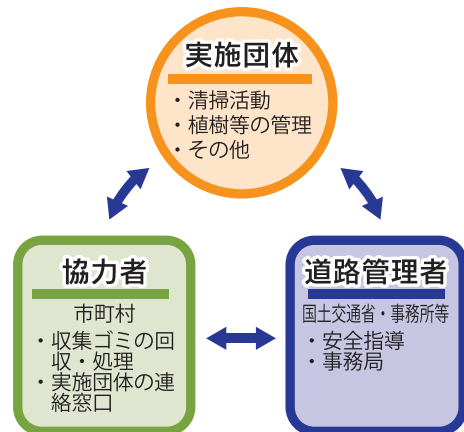 実施団体
・清掃活動
・植樹等の管理
・その他
協力者
市町村
・収集ゴミの回
収・処理
・実施団体の連
絡窓口
道路管理者
国土交通省・事務所等
・安全指導
・事務局